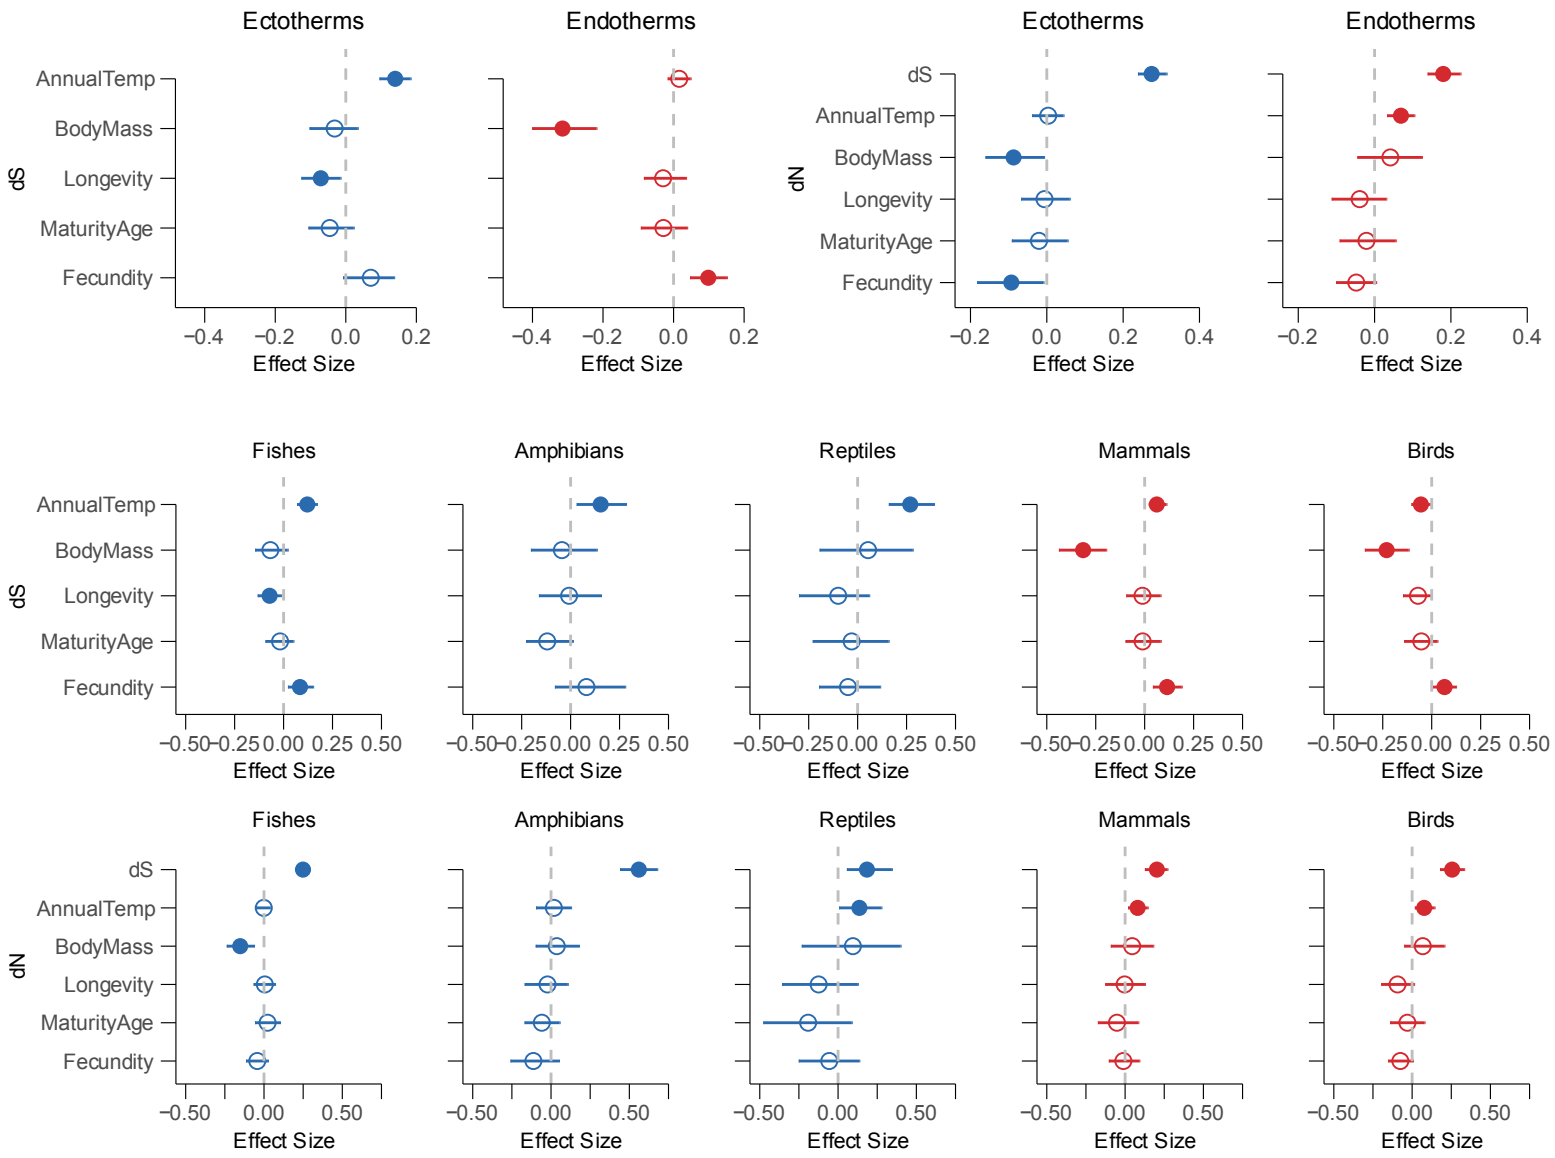 Ectotherms Endotherms Ectotherms Endotherms
dS
AnnualTemp
BodyMass
Longevity
MaturityAge
Fecundity
−0.4 −0.2 0.0 0.2 −0.4 −0.2 0.0 0.2
Effect Size Effect Size
dN
dS
AnnualTemp
BodyMass
Longevity
MaturityAge
Fecundity
−0.2 0.0 0.2 0.4 −0.2 0.0 0.2 0.4
Effect Size Effect Size
Fishes Amphibians Reptiles Mammals Birds
dS
AnnualTemp
BodyMass
Longevity
MaturityAge
Fecundity
−0.50 −0.25 0.00 0.25 0.50 −0.50 −0.25 0.00 0.25 0.50 −0.50 −0.25 0.00 0.25 0.50 −0.50 −0.25 0.00 0.25 0.50 −0.50 −0.25 0.00 0.25 0.50
Effect Size Effect Size Effect Size Effect Size Effect Size
Fishes Amphibians Reptiles Mammals Birds
dN
dS
AnnualTemp
BodyMass
Longevity
MaturityAge
Fecundity
−0.50 0.00 0.50 −0.50 0.00 0.50 −0.50 0.00 0.50 −0.50 0.00 0.50 −0.50 0.00 0.50
Effect Size Effect Size Effect Size Effect Size Effect Size